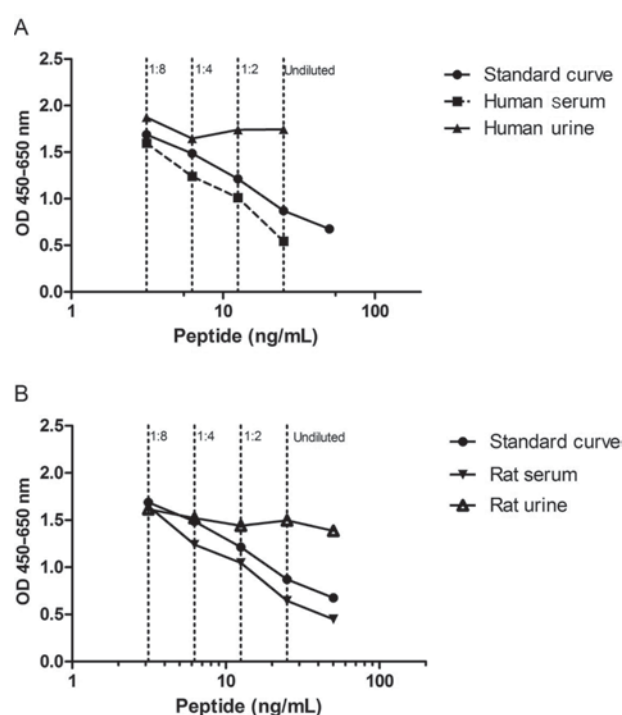 A
1:8
1:4
1:2
Undiluted
2.5
2.0
1.5
1.0
0.5
0.0
OD 450–650 nm
1
10
100
Peptide (ng/mL)
Standard curve
Human serum
Human urine
B
1:8
1:4
1:2
Undiluted
2.5
2.0
1.5
1.0
0.5
0.0
OD 450–650 nm
1
10
100
Peptide (ng/mL)
Standard curve
Rat serum
Rat urine